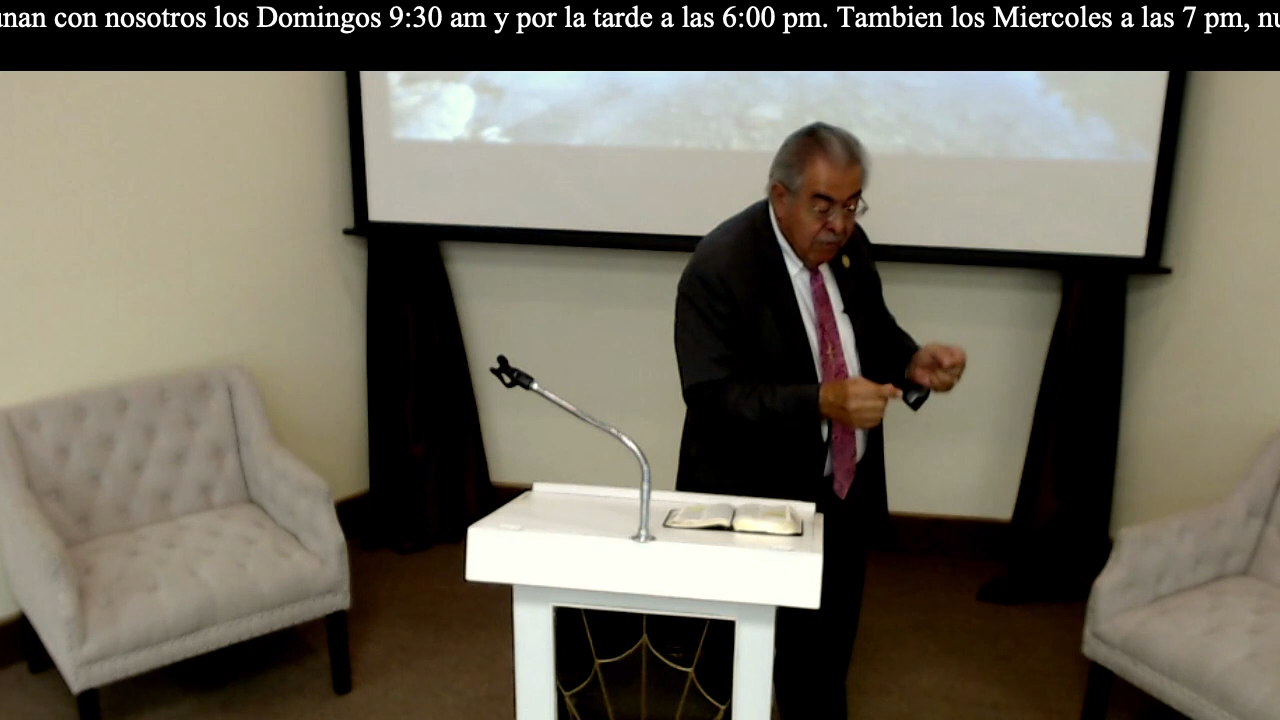 unan con nosotros los Domingos 9:30 am y por la tarde a las 6:00 pm. Tambien los Miercoles a las 7 pm, nu